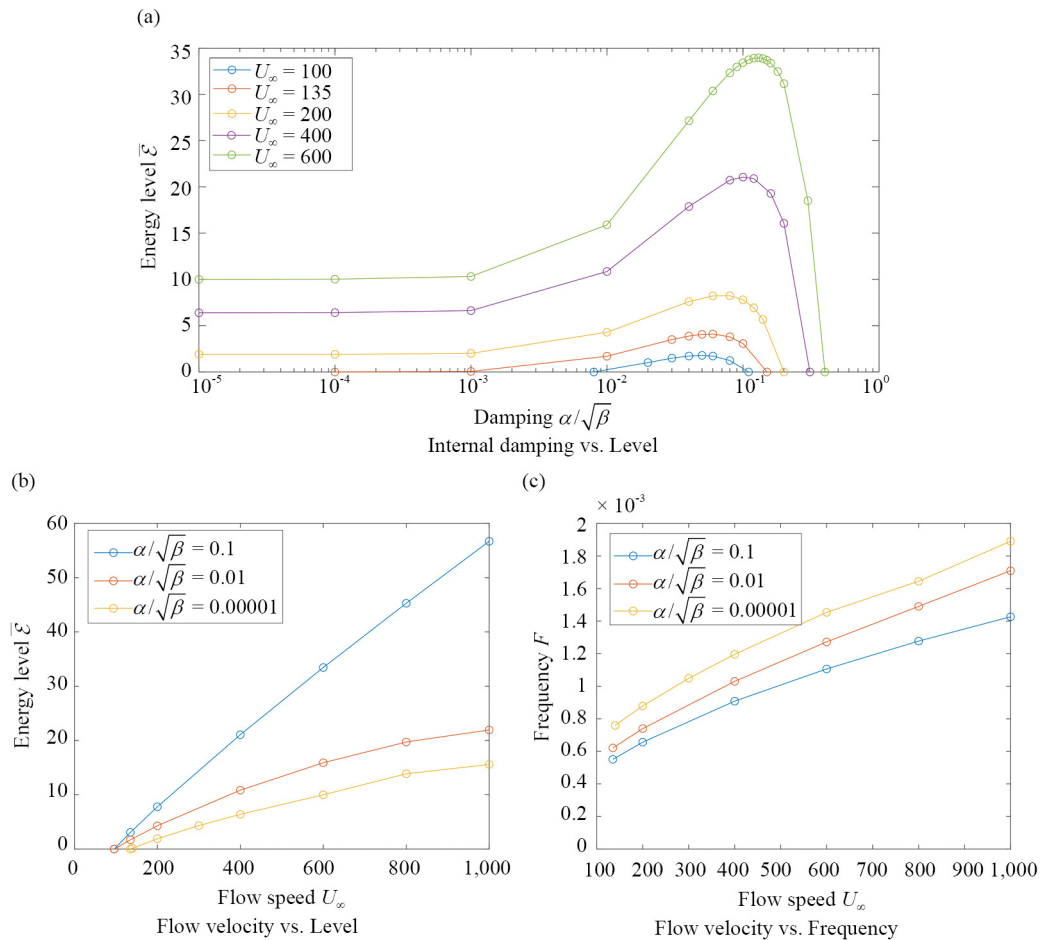 (a)
35
30
25
20
15
10
5
0
Energy level ℰ̅
U∞ = 100
U∞ = 135
U∞ = 200
U∞ = 400
U∞ = 600
10⁻⁵ 10⁻⁴ 10⁻³ 10⁻² 10⁻¹ 10⁰
Damping α/√β
Internal damping vs. Level
(b)
60
50
40
30
20
10
0
Energy level ℰ̅
α/√β = 0.1
α/√β = 0.01
α/√β = 0.00001
200 400 600 800 1,000
Flow speed U∞
Flow velocity vs. Level
(c)
× 10⁻³
2
1.8
1.6
1.4
1.2
1
0.8
0.6
0.4
0.2
0
Frequency F
α/√β = 0.1
α/√β = 0.01
α/√β = 0.00001
100 200 300 400 500 600 700 800 900 1,000
Flow speed U∞
Flow velocity vs. Frequency